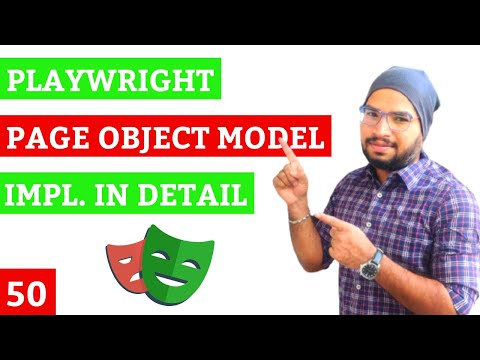 PLAYWRIGHT
PAGE OBJECT MODEL
IMPL. IN DETAIL
50